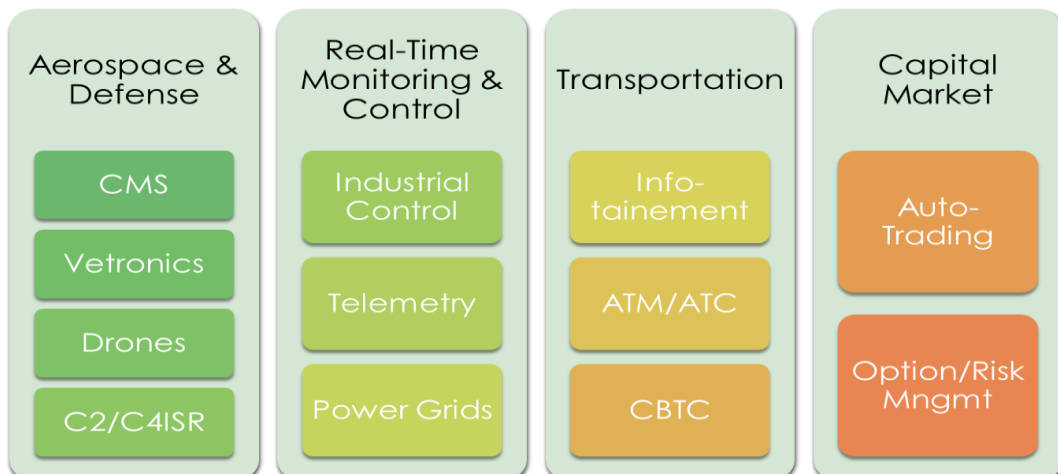 Aerospace &
Defense
CMS
Vetronics
Drones
C2/C4ISR
Real-Time
Monitoring &
Control
Industrial
Control
Telemetry
Power Grids
Transportation
Info-
tainement
ATM/ATC
CBTC
Capital
Market
Auto-
Trading
Option/Risk
Mngmt